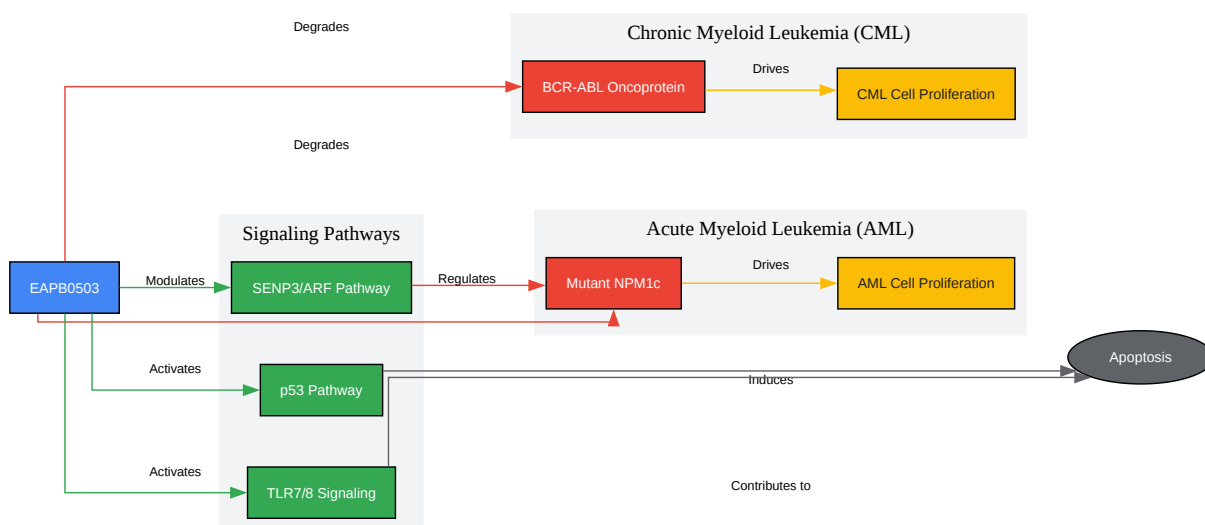 Degrades
Chronic Myeloid Leukemia (CML)
BCR-ABL Oncoprotein
Drives
CML Cell Proliferation
Degrades
Signaling Pathways
Acute Myeloid Leukemia (AML)
EAPB0503
Modulates
SENP3/ARF Pathway
Regulates
Mutant NPM1c
Drives
AML Cell Proliferation
Activates
p53 Pathway
Induces
Apoptosis
Activates
TLR7/8 Signaling
Contributes to